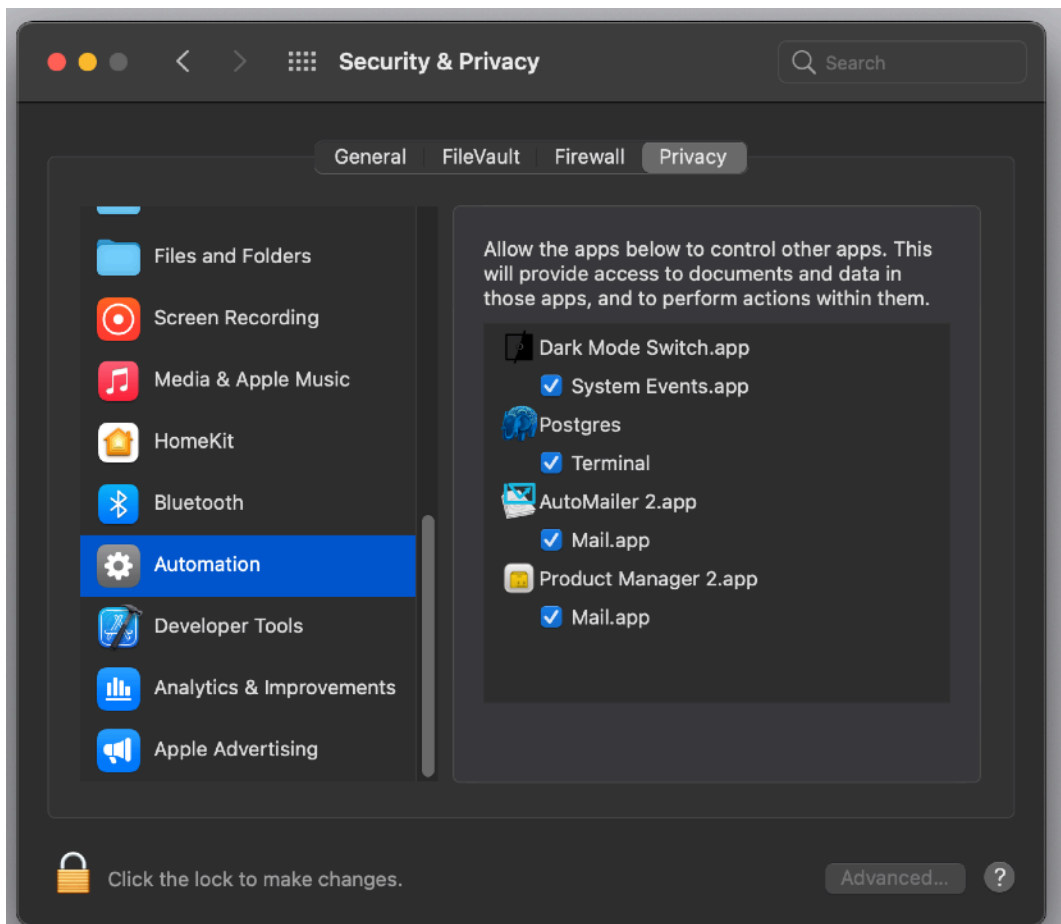 Security & Privacy
Search
General
FileVault
Firewall
Privacy
Files and Folders
Screen Recording
Media & Apple Music
HomeKit
Bluetooth
Automation
Developer Tools
Analytics & Improvements
Apple Advertising
Allow the apps below to control other apps. This
will provide access to documents and data in
those apps, and to perform actions within them.
Dark Mode Switch.app
System Events.app
Postgres
Terminal
AutoMailer 2.app
Mail.app
Product Manager 2.app
Mail.app
Click the lock to make changes.
Advanced...
?